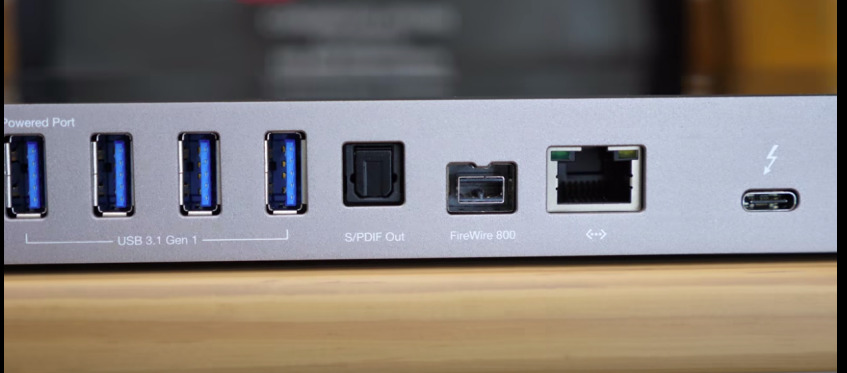 Powered Port
USB 3.1 Gen 1
S/PDIF Out
FireWire 800